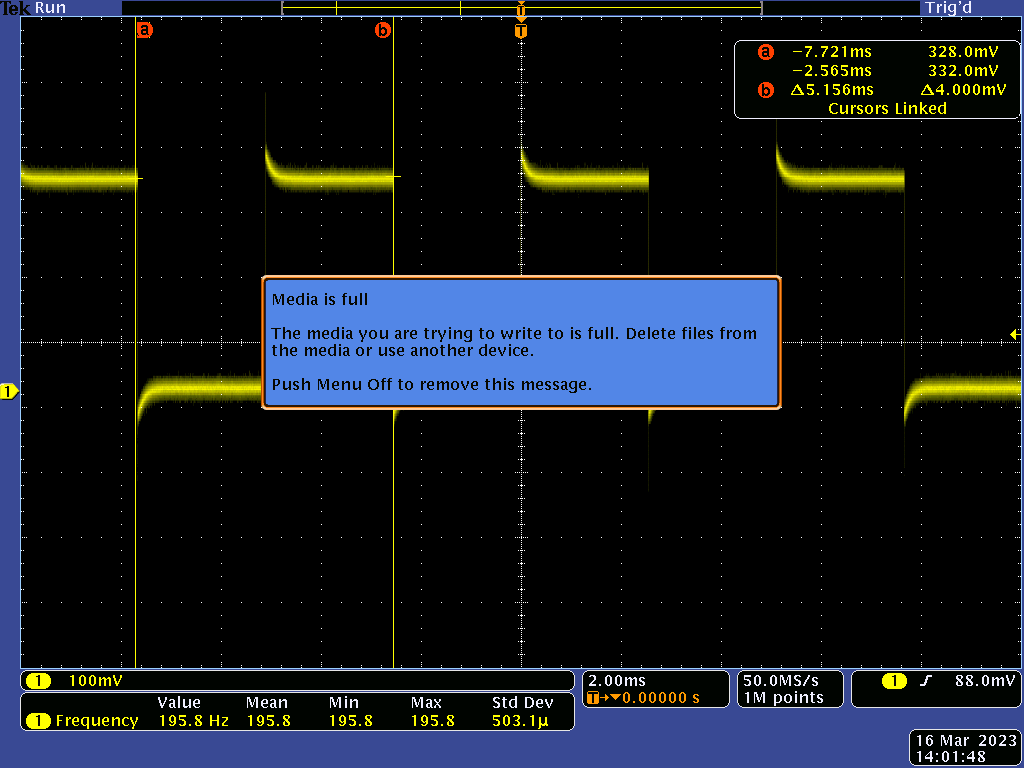 Tek Run
Trig'd
T
a
b
T
a −7.721ms 328.0mV
−2.565ms 332.0mV
b Δ5.156ms Δ4.000mV
Cursors Linked
Media is full
The media you are trying to write to is full. Delete files from
the media or use another device.
Push Menu Off to remove this message.
1
1 100mV
2.00ms
T→▼0.00000 s
50.0MS/s
1M points
1 88.0mV
Value Mean Min Max Std Dev
1 Frequency 195.8 Hz 195.8 195.8 195.8 503.1µ
16 Mar 2023
14:01:48